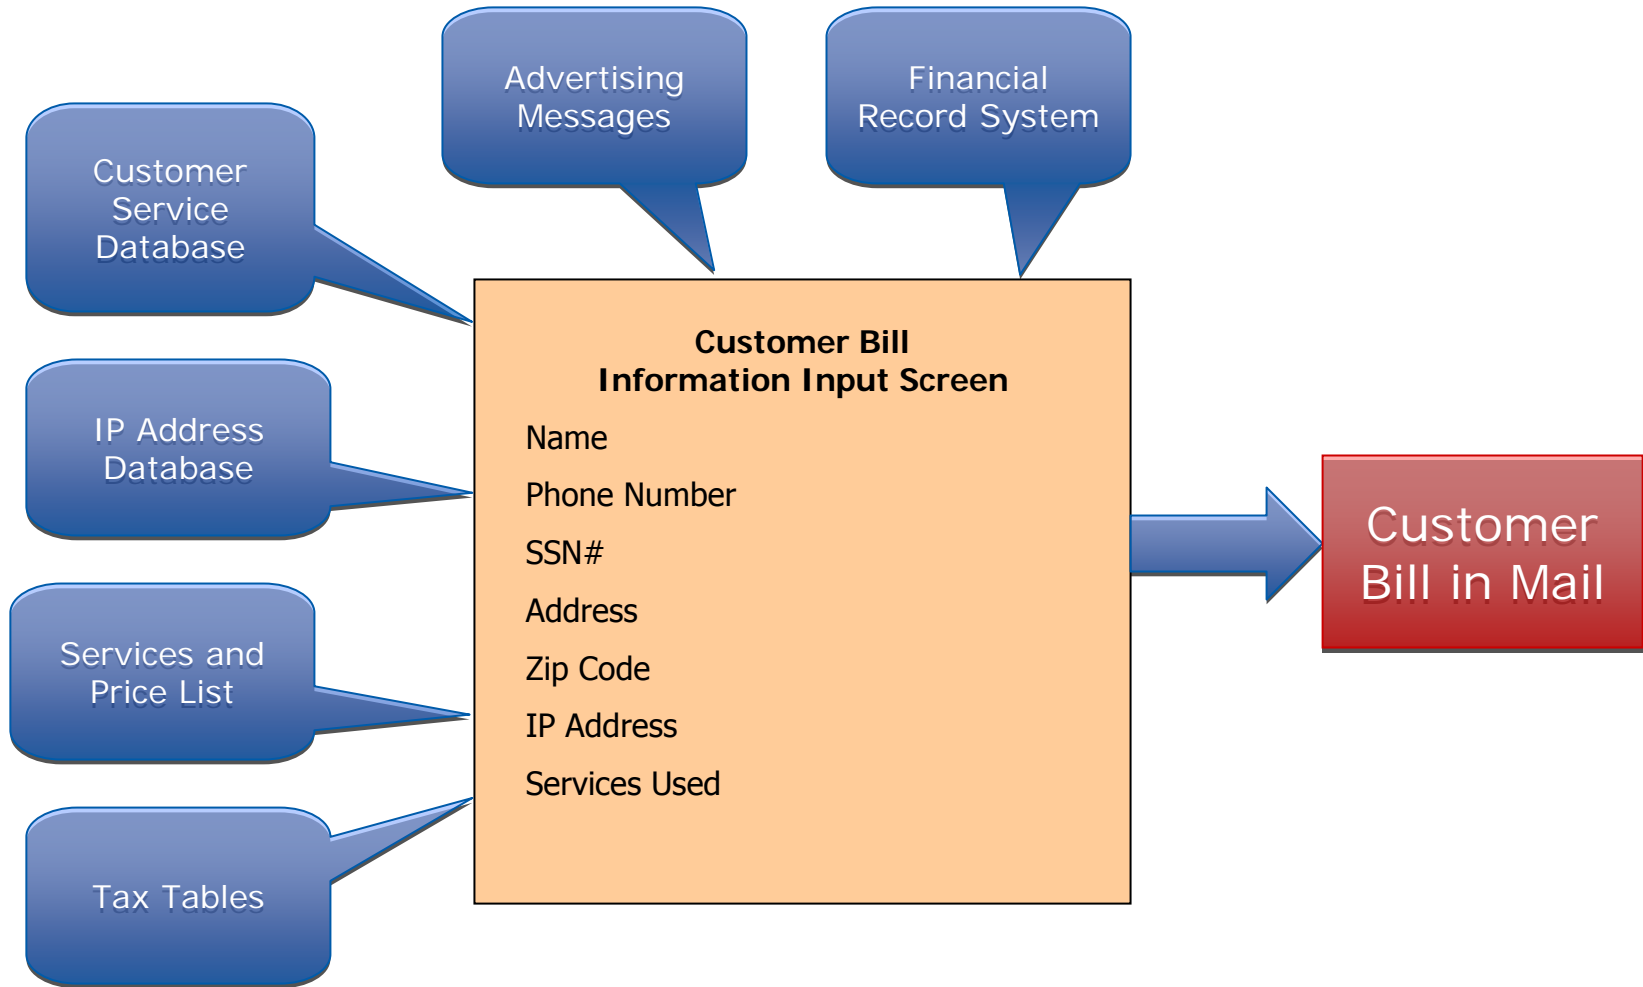 Advertising
Messages
Financial
Record System
Customer
Service
Database
IP Address
Database
Services and
Price List
Tax Tables
Customer Bill
Information Input Screen
Name
Phone Number
SSN#
Address
Zip Code
IP Address
Services Used
Customer
Bill in Mail